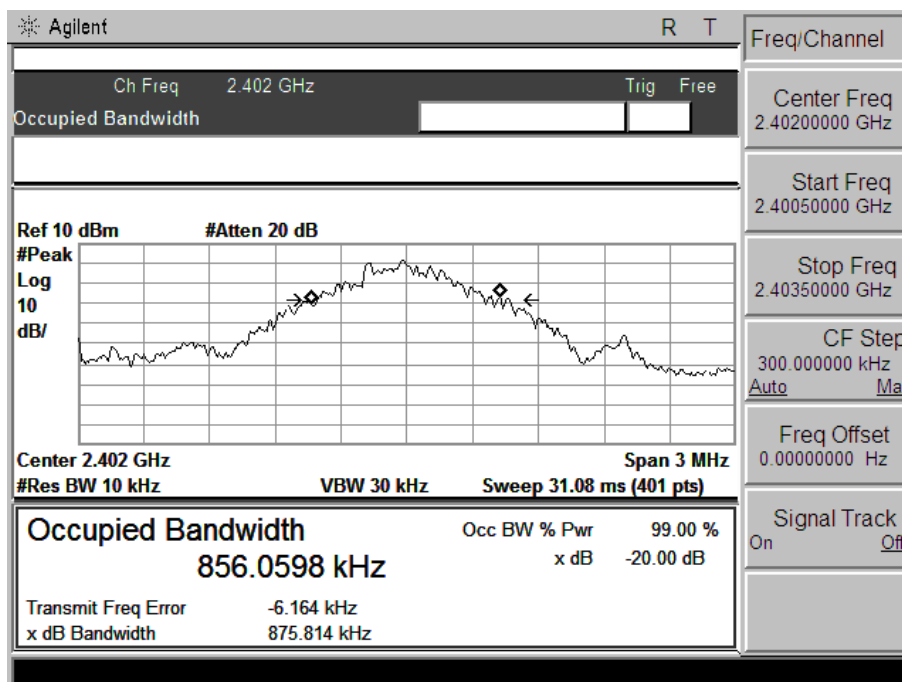 Agilent R T
Ch Freq 2.402 GHz Trig Free
Occupied Bandwidth
Ref 10 dBm #Atten 20 dB
#Peak
Log
10
dB/
Center 2.402 GHz Span 3 MHz
#Res BW 10 kHz VBW 30 kHz Sweep 31.08 ms (401 pts)
Occupied Bandwidth Occ BW % Pwr 99.00 %
856.0598 kHz x dB -20.00 dB
Transmit Freq Error -6.164 kHz
x dB Bandwidth 875.814 kHz
Freq/Channel
Center Freq
2.40200000 GHz
Start Freq
2.40050000 GHz
Stop Freq
2.40350000 GHz
CF Step
300.000000 kHz
Auto Ma
Freq Offset
0.00000000 Hz
Signal Track
On Off